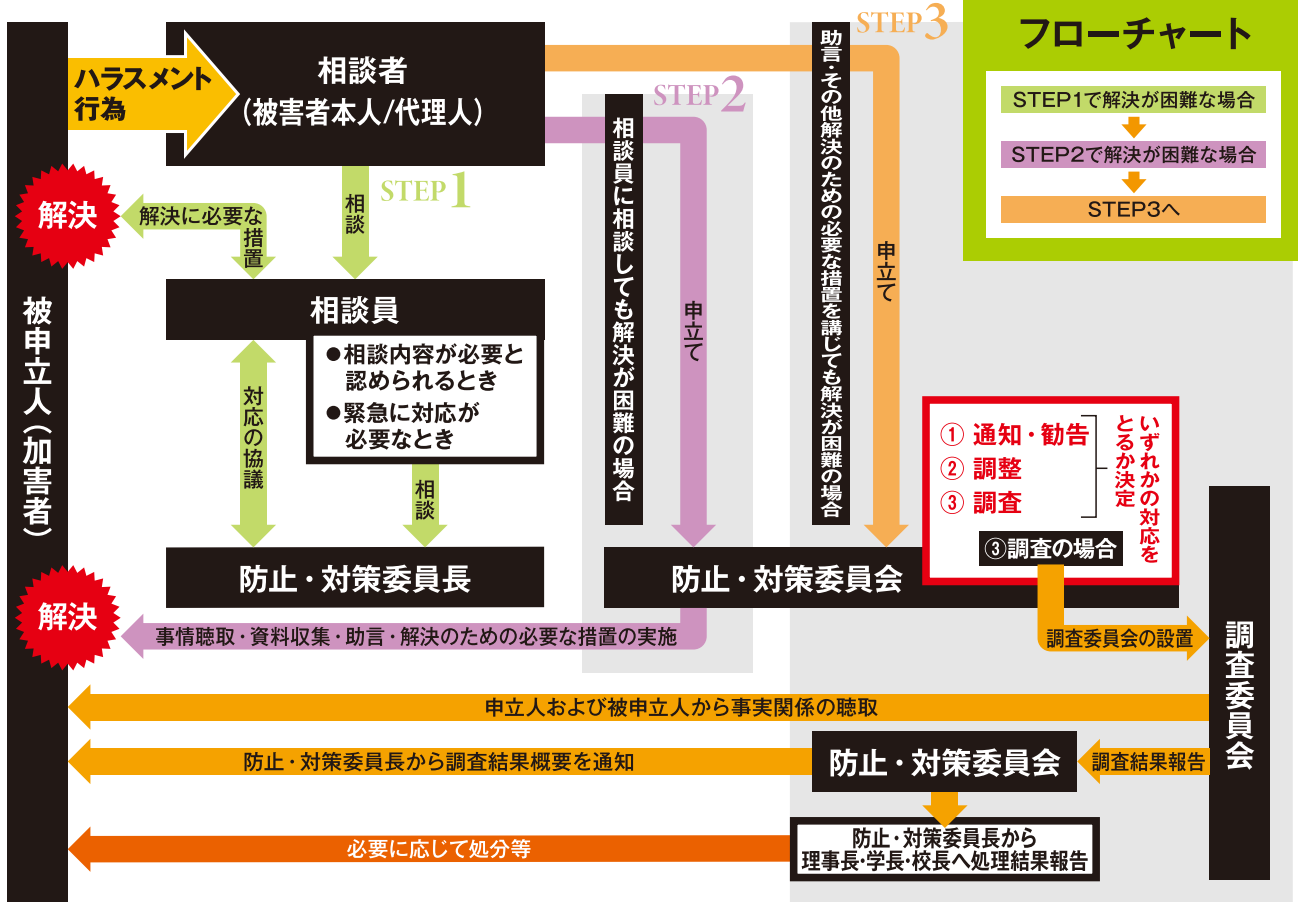 フローチャート
STEP1で解決が困難な場合
STEP2で解決が困難な場合
STEP3へ
被申立人（加害者）
ハラスメント
行為
相談者
（被害者本人/代理人）
STEP1
相談
解決
解決に必要な
措置
相談員
●相談内容が必要と
認められるとき
●緊急に対応が
必要なとき
対応の協議
相談
防止・対策委員長
STEP2
相談員に相談しても解決が困難の場合
申立て
STEP3
助言・その他解決のための必要な措置を講じても解決が困難の場合
申立て
防止・対策委員会
① 通知・勧告
② 調整
③ 調査
いずれかの対応を
とるか決定
③調査の場合
解決
事情聴取・資料収集・助言・解決のための必要な措置の実施
調査委員会の設置
調査委員会
申立人および被申立人から事実関係の聴取
防止・対策委員長から調査結果概要を通知
防止・対策委員会
調査結果報告
必要に応じて処分等
防止・対策委員長から
理事長・学長・校長へ処理結果報告